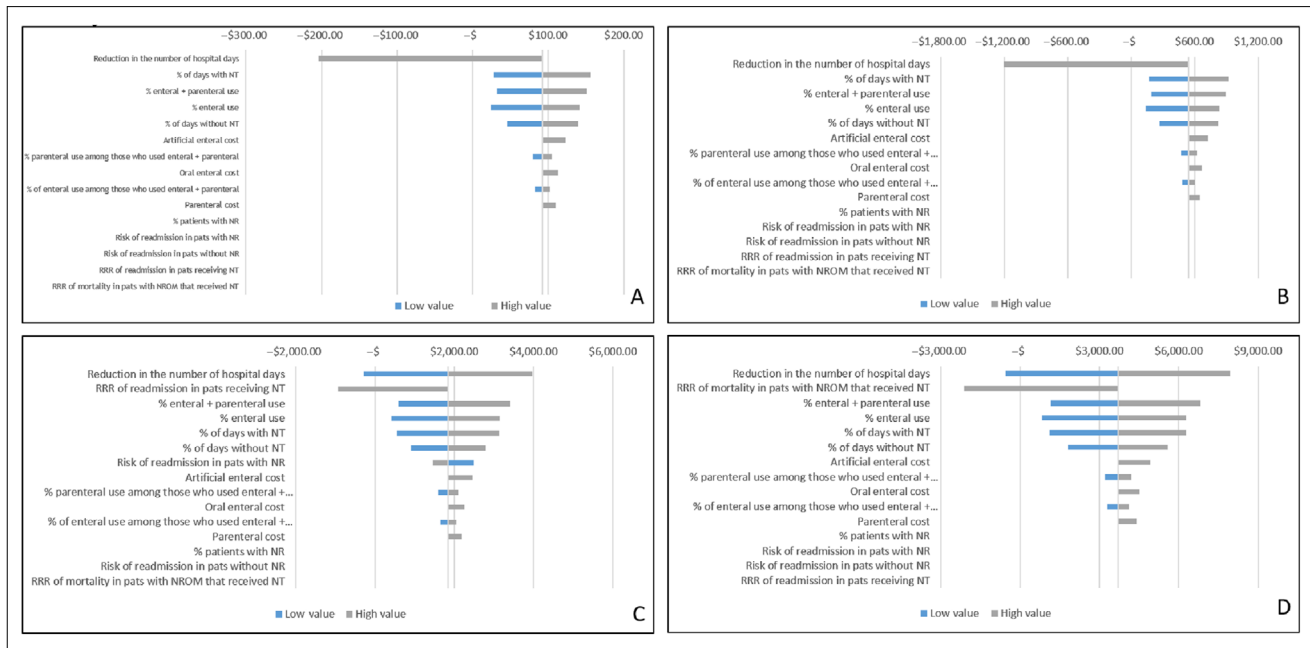 −$300.00 −$200.00 −$100.00 −$ $100.00 $200.00
Reduction in the number of hospital days
% of days with NT
% enteral + parenteral use
% enteral use
% of days without NT
Artificial enteral cost
% parenteral use among those who used enteral + parenteral
Oral enteral cost
% of enteral use among those who used enteral + parenteral
Parenteral cost
% patients with NR
Risk of readmission in pats with NR
Risk of readmission in pats without NR
RRR of readmission in pats receiving NT
RRR of mortality in pats with NROM that received NT
Low value High value
A
−$1,800.00 −$1,200.00 −$600.00 −$ $600.00 $1,200.00
Reduction in the number of hospital days
% of days with NT
% enteral + parenteral use
% enteral use
% of days without NT
Artificial enteral cost
% parenteral use among those who used enteral +...
Oral enteral cost
% of enteral use among those who used enteral +...
Parenteral cost
% patients with NR
Risk of readmission in pats with NR
Risk of readmission in pats without NR
RRR of readmission in pats receiving NT
RRR of mortality in pats with NROM that received NT
Low value High value
B
−$2,000.00 −$ $2,000.00 $4,000.00 $6,000.00
Reduction in the number of hospital days
RRR of readmission in pats receiving NT
% enteral + parenteral use
% enteral use
% of days with NT
% of days without NT
Risk of readmission in pats with NR
Artificial enteral cost
% parenteral use among those who used enteral +...
Oral enteral cost
% of enteral use among those who used enteral +...
Parenteral cost
% patients with NR
Risk of readmission in pats without NR
RRR of mortality in pats with NROM that received NT
Low value High value
C
−$3,000.00 −$ $3,000.00 $6,000.00 $9,000.00
Reduction in the number of hospital days
RRR of mortality in pats with NROM that received NT
% enteral + parenteral use
% enteral use
% of days with NT
% of days without NT
Artificial enteral cost
% parenteral use among those who used enteral +...
Oral enteral cost
% of enteral use among those who used enteral +...
Parenteral cost
% patients with NR
Risk of readmission in pats with NR
Risk of readmission in pats without NR
RRR of readmission in pats receiving NT
Low value High value
D